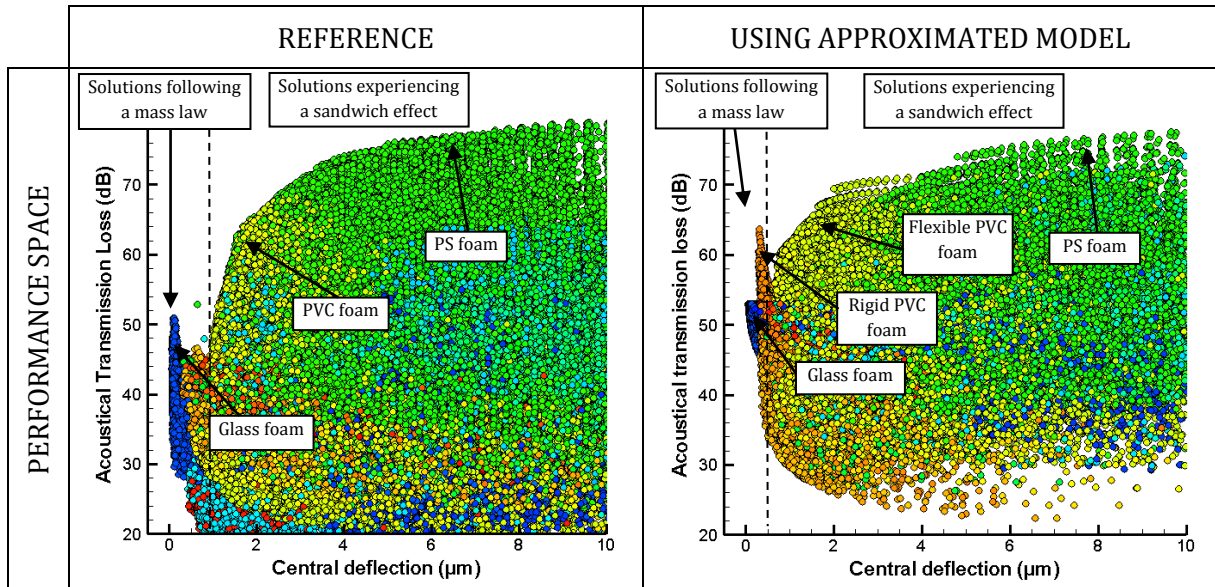 REFERENCE
USING APPROXIMATED MODEL
PERFORMANCE SPACE
Solutions following
a mass law
Solutions experiencing
a sandwich effect
Acoustical Transmission Loss (dB)
70
60
50
40
30
20
PS foam
PVC foam
Glass foam
0
2
4
6
8
10
Central deflection (µm)
Solutions following
a mass law
Solutions experiencing
a sandwich effect
Acoustical transmission loss (dB)
70
60
50
40
30
20
Flexible PVC
foam
PS foam
Rigid PVC
foam
Glass foam
0
2
4
6
8
10
Central deflection (µm)